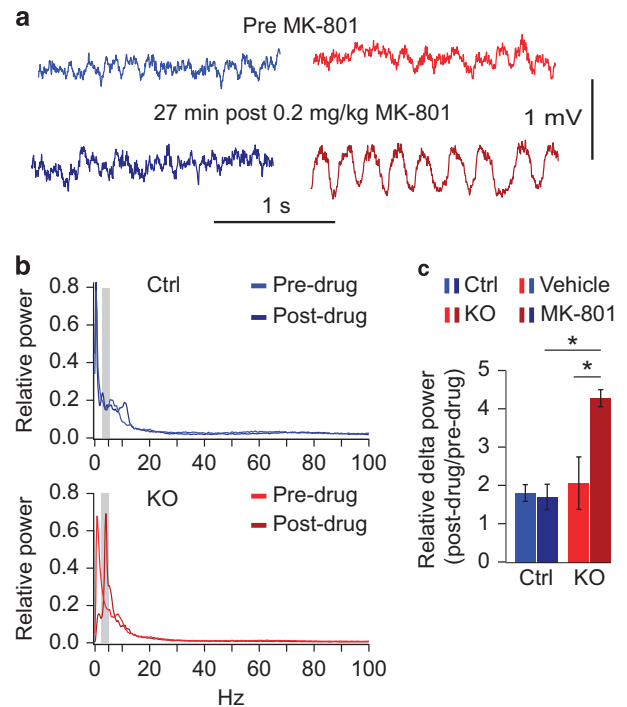 a
Pre MK-801
27 min post 0.2 mg/kg MK-801
1 mV
1 s
b
Ctrl
Pre-drug
Post-drug
Relative power
0.8
0.6
0.4
0.2
0.0
0 20 40 60 80 100
KO
Pre-drug
Post-drug
Relative power
0.8
0.6
0.4
0.2
0.0
0 20 40 60 80 100
Hz
c
Ctrl Vehicle
KO MK-801
Relative delta power
(post-drug/pre-drug)
5
4
3
2
1
0
*
*
Ctrl KO